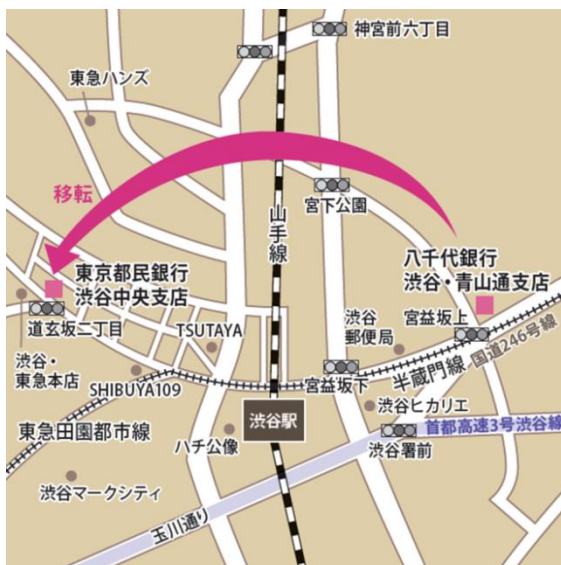 神宮前六丁目
東急ハンズ
移転
宮下公園
山手線
八千代銀行
渋谷・青山通支店
東京都民銀行
渋谷中央支店
宮益坂上
道玄坂二丁目
TSUTAYA
渋谷
郵便局
国道246号線
渋谷・
東急本店
半蔵門線
SHIBUYA109
宮益坂下
渋谷駅
渋谷ヒカリエ
東急田園都市線
ハチ公像
首都高速3号渋谷線
渋谷署前
渋谷マークシティ
玉川通り